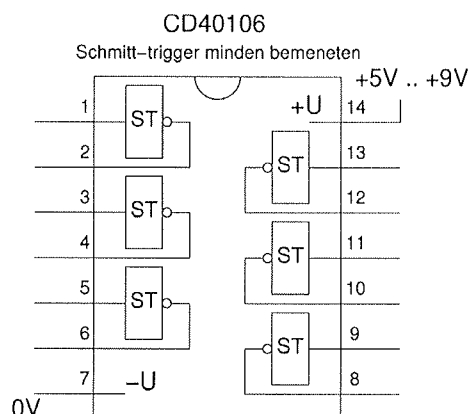 CD40106
Schmitt-trigger minden bemeneten
+5V .. +9V
1 ST +U 14
2 13
ST 12
3 ST
4 11
ST 10
5 ST
6 9
ST
7 -U 8
0V